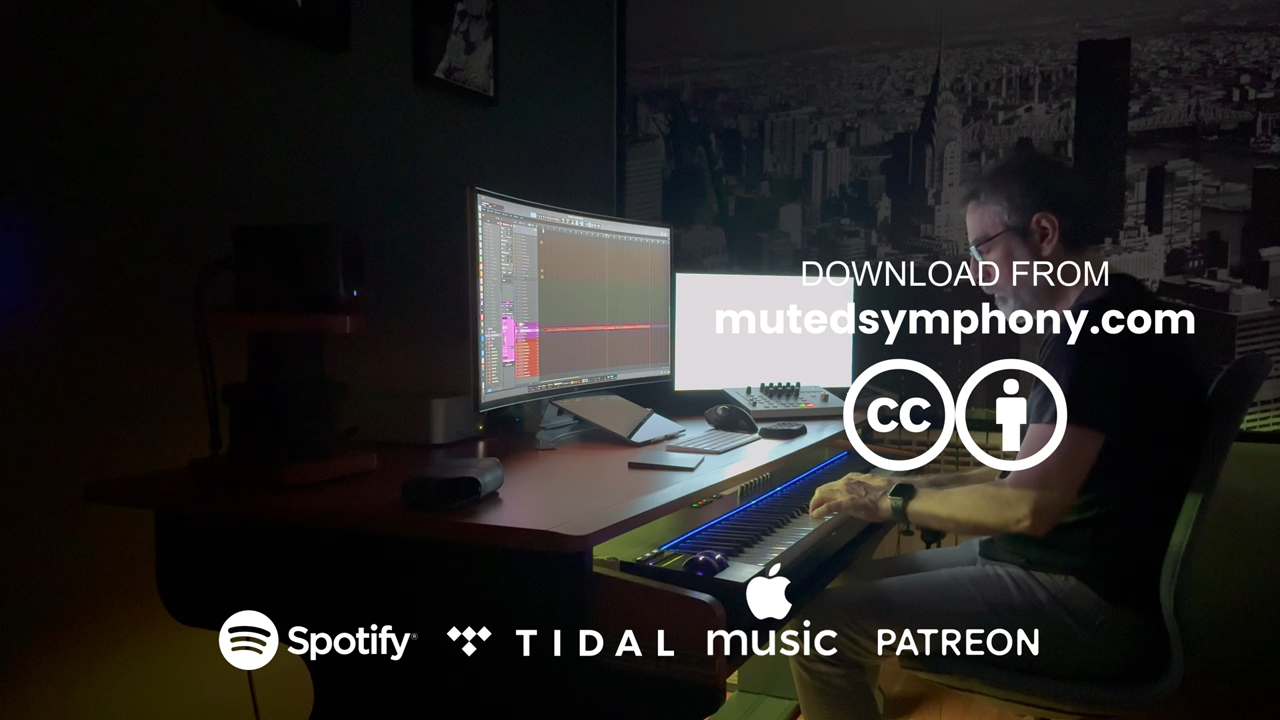 DOWNLOAD FROM
mutedsymphony.com
cc
Spotify®
TIDAL
music
PATREON